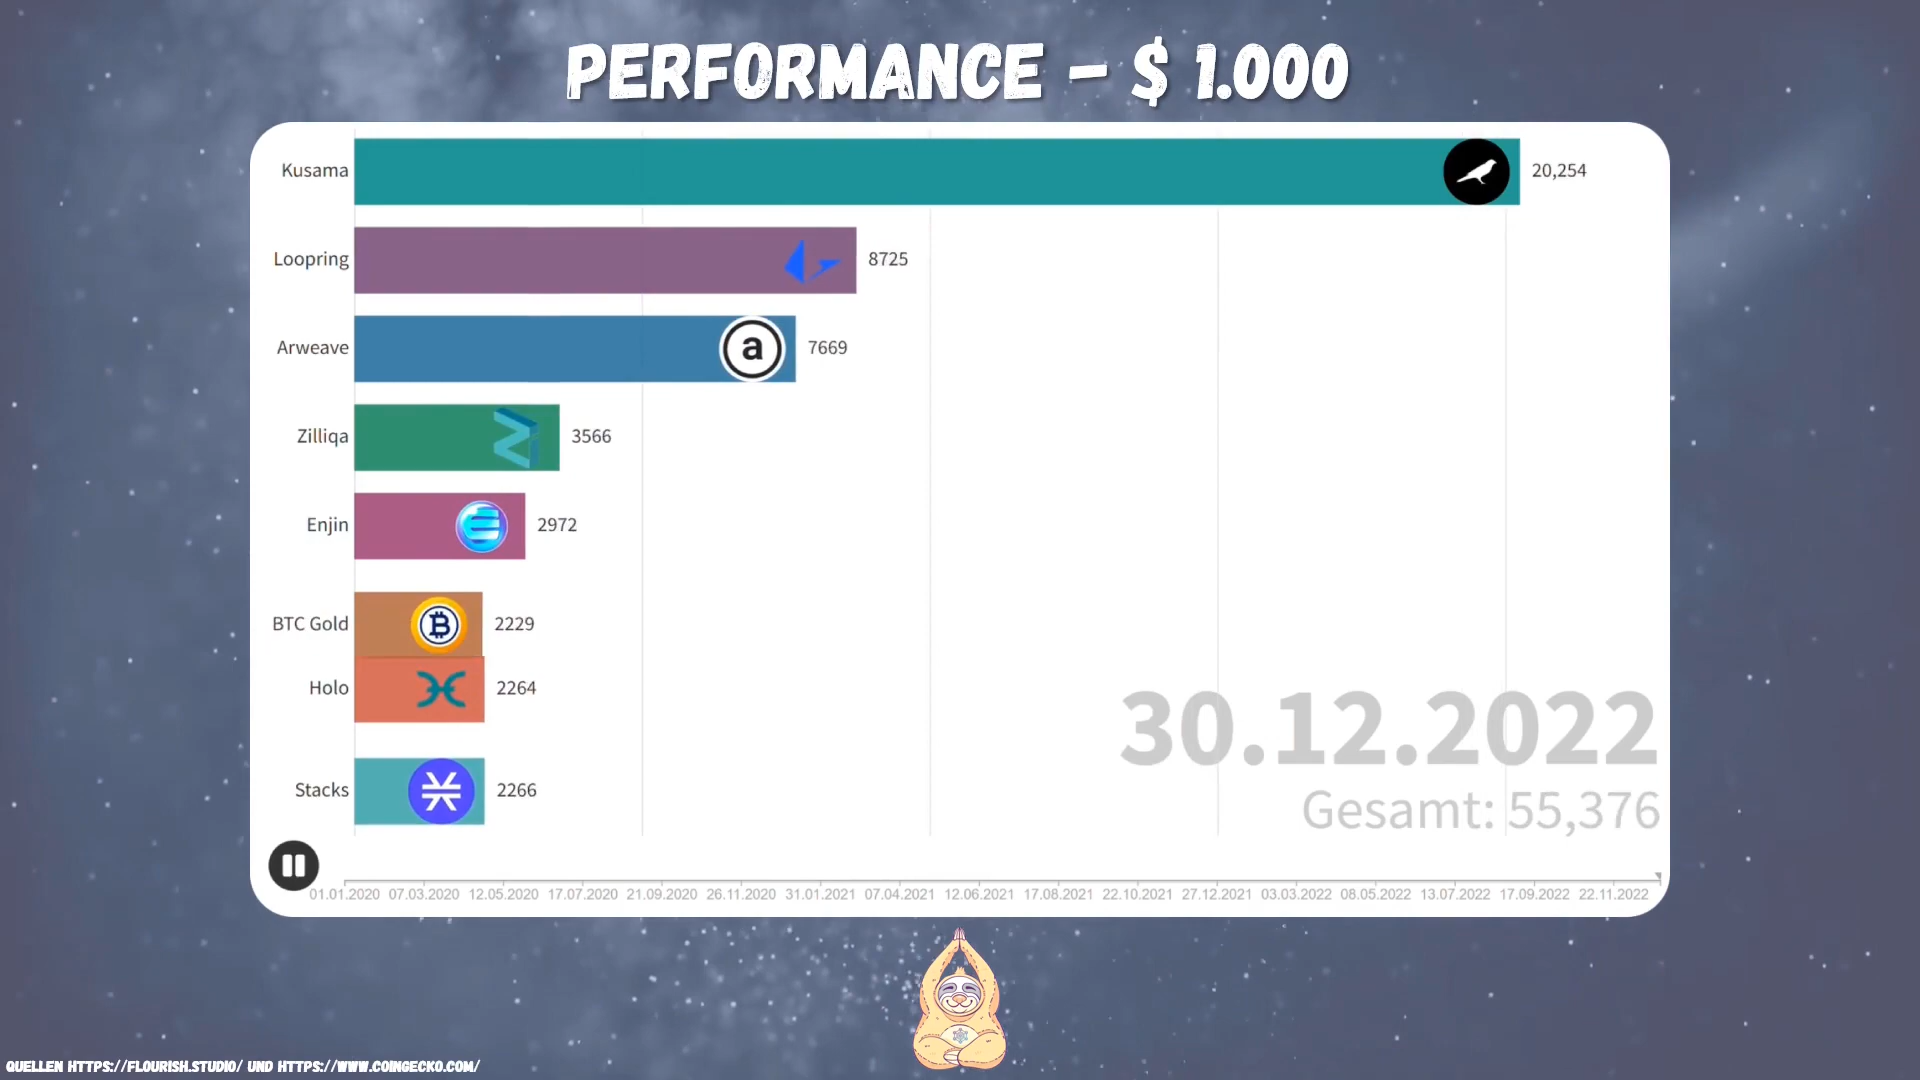 PERFORMANCE – $ 1.000
Kusama 20,254
Loopring 8725
Arweave a 7669
Zilliqa 3566
Enjin 2972
BTC Gold 2229
Holo 2264
Stacks 2266
30.12.2022
Gesamt: 55,376
01.01.2020 07.03.2020 12.05.2020 17.07.2020 21.09.2020 26.11.2020 31.01.2021 07.04.2021 12.06.2021 17.08.2021 22.10.2021 27.12.2021 03.03.2022 08.05.2022 13.07.2022 17.09.2022 22.11.2022
QUELLEN HTTPS://FLOURISH.STUDIO/ UND HTTPS://WWW.COINGECKO.COM/